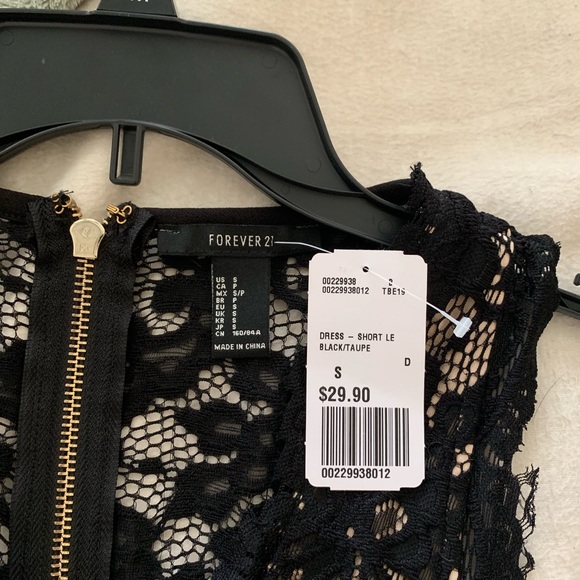 FOREVER 21
US S
CA P
MX S/P
BR P
EU S
UK S
KR S
JP S
CN 160/84A
MADE IN CHINA
00229938
00229938012 TBE1S
DRESS - SHORT LE
BLACK/TAUPE
D
S
$29.90
00229938012